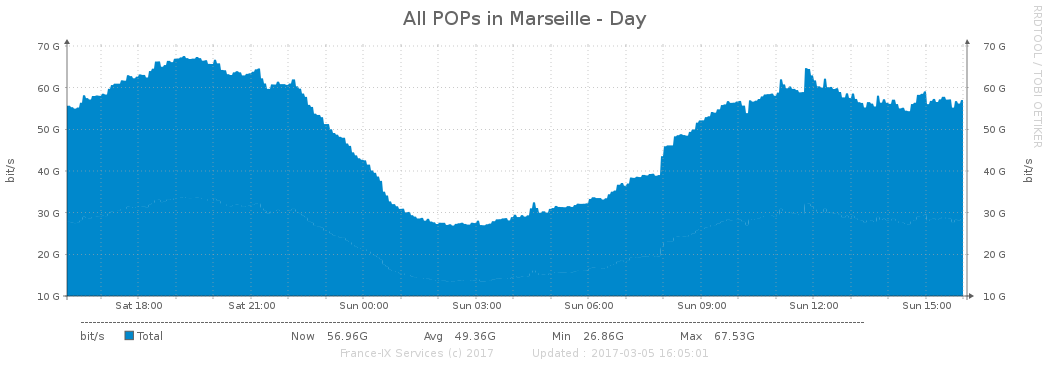 All POPs in Marseille - Day
RRDTOOL / TOBI OETIKER
70 G 70 G
60 G 60 G
50 G 50 G
40 G 40 G
30 G 30 G
20 G 20 G
10 G 10 G
bit/s
bit/s
Sat 18:00 Sat 21:00 Sun 00:00 Sun 03:00 Sun 06:00 Sun 09:00 Sun 12:00 Sun 15:00
bit/s Total Now 56.96G Avg 49.36G Min 26.86G Max 67.53G
France-IX Services (c) 2017 Updated : 2017-03-05 16:05:01